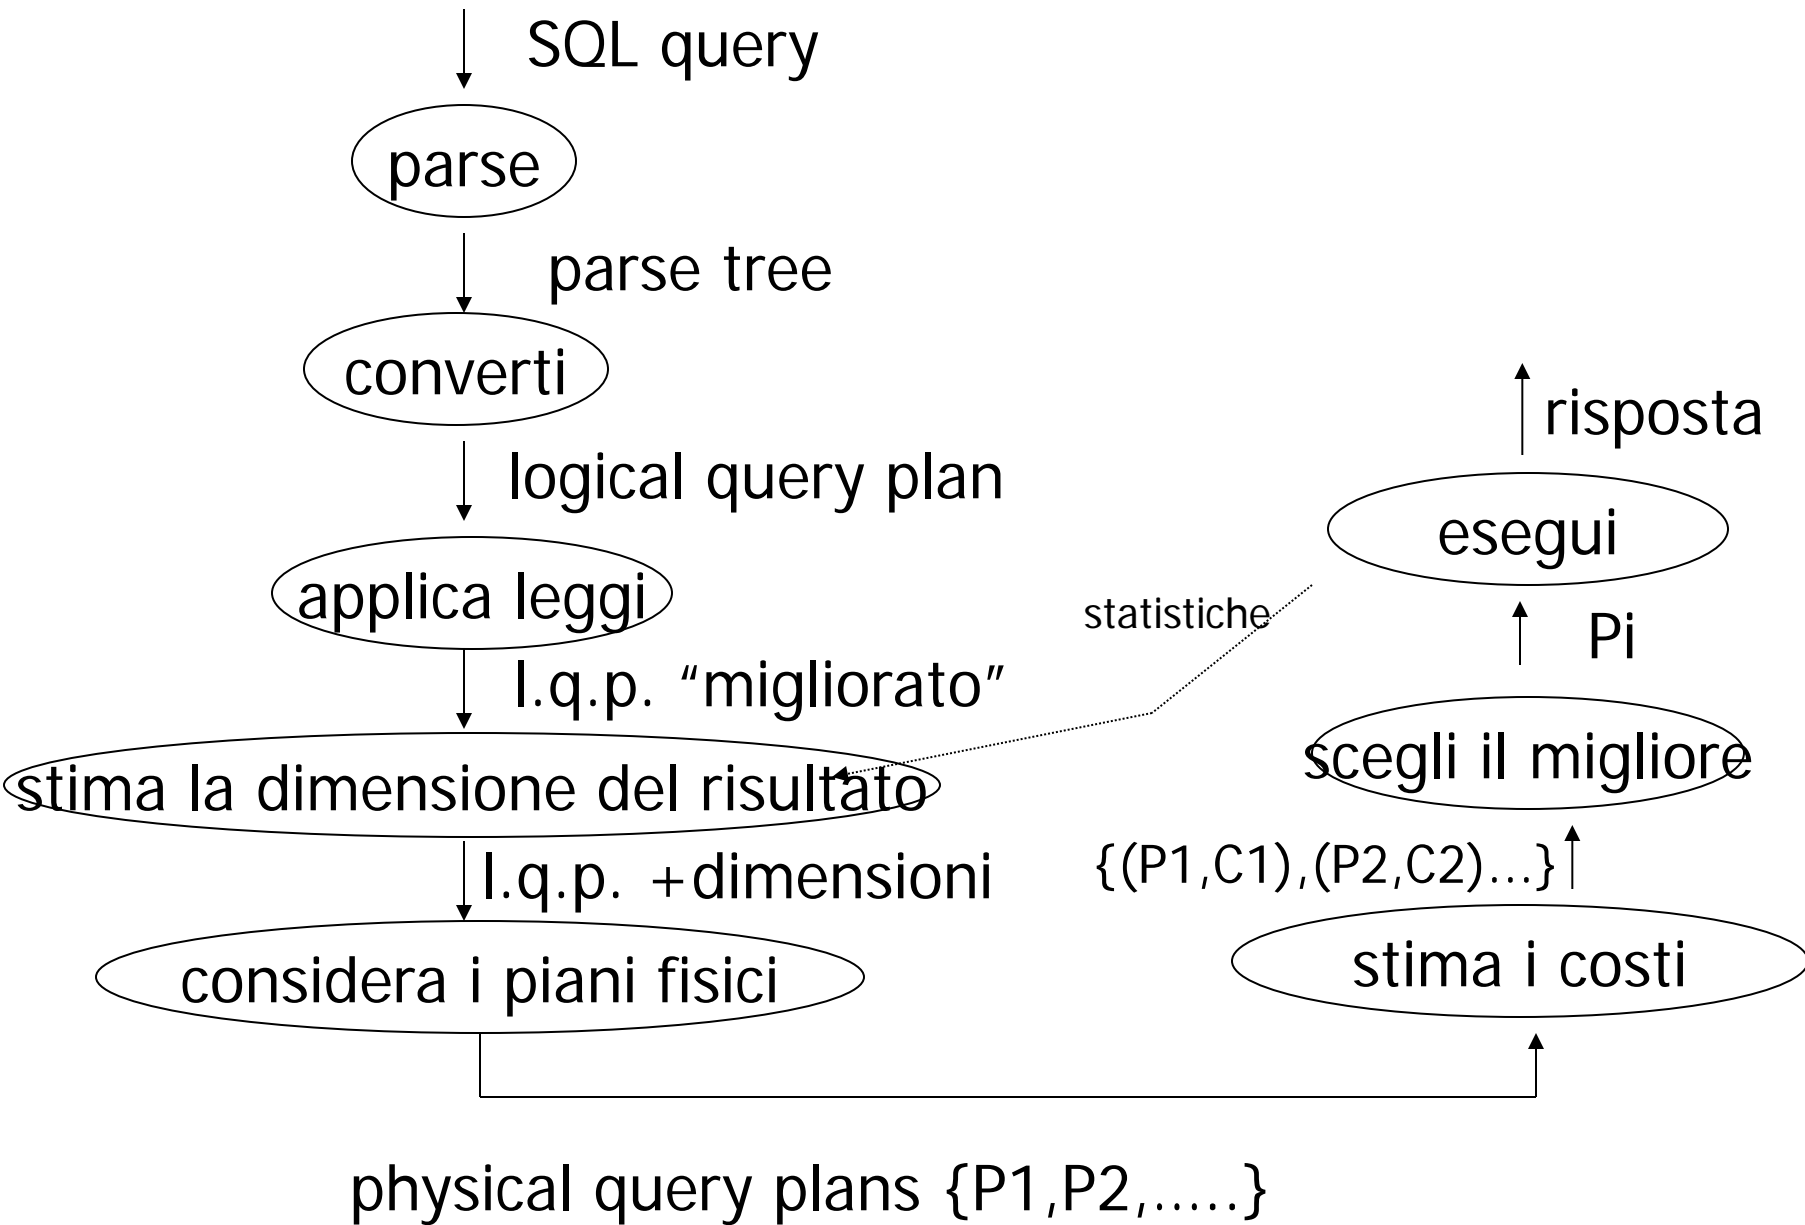 SQL query
parse
parse tree
converti
logical query plan
applica leggi
l.q.p. “migliorato”
stima la dimensione del risultato
l.q.p. +dimensioni
considera i piani fisici
physical query plans {P1,P2,.....}
stima i costi
{(P1,C1),(P2,C2)...}
scegli il migliore
Pi
esegui
statistiche
risposta